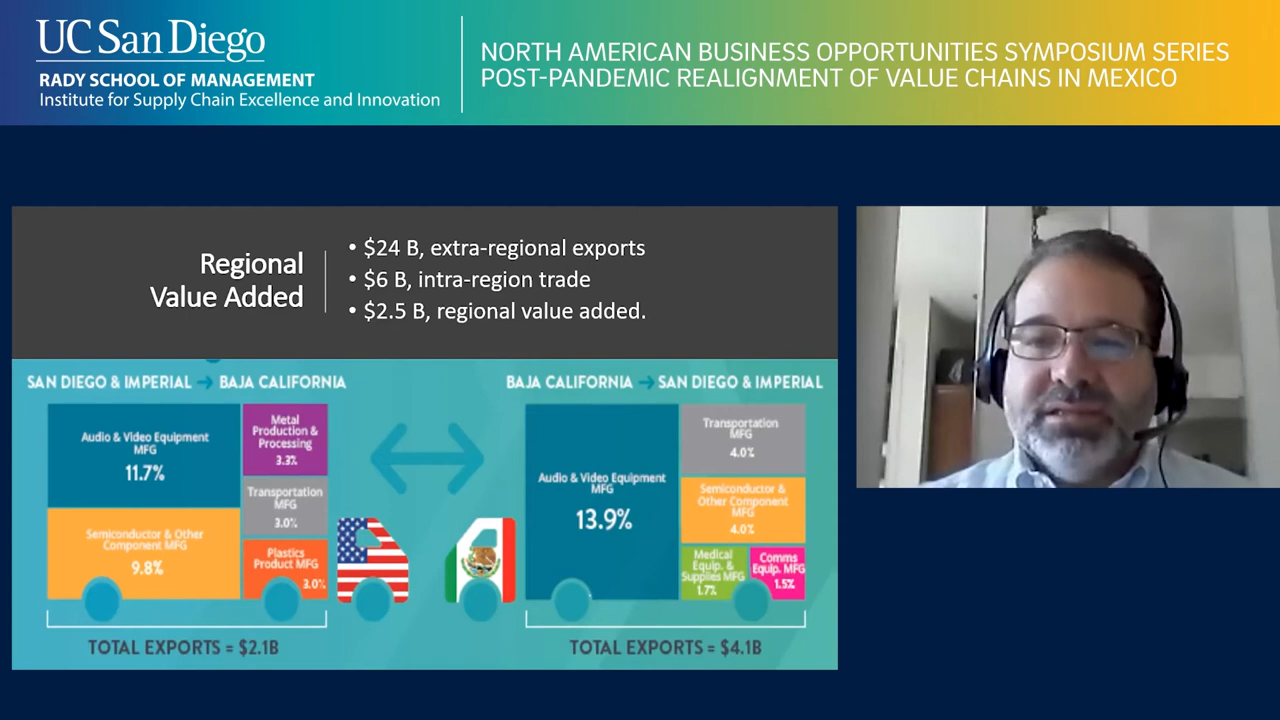 UC San Diego
RADY SCHOOL OF MANAGEMENT
Institute for Supply Chain Excellence and Innovation
NORTH AMERICAN BUSINESS OPPORTUNITIES SYMPOSIUM SERIES
POST-PANDEMIC REALIGNMENT OF VALUE CHAINS IN MEXICO
Regional
Value Added
• $24 B, extra-regional exports
• $6 B, intra-region trade
• $2.5 B, regional value added.
SAN DIEGO & IMPERIAL → BAJA CALIFORNIA
Audio & Video Equipment
MFG
11.7%
Semiconductor & Other
Component MFG
9.8%
Metal
Production &
Processing
3.3%
Transportation
MFG
3.0%
Plastics
Product MFG
3.0%
TOTAL EXPORTS = $2.1B
BAJA CALIFORNIA → SAN DIEGO & IMPERIAL
Audio & Video Equipment
MFG
13.9%
Transportation
MFG
4.0%
Semiconductor &
Other Component
MFG
4.0%
Medical
Equip. &
Supplies MFG
1.7%
Comms
Equip. MFG
1.5%
TOTAL EXPORTS = $4.1B